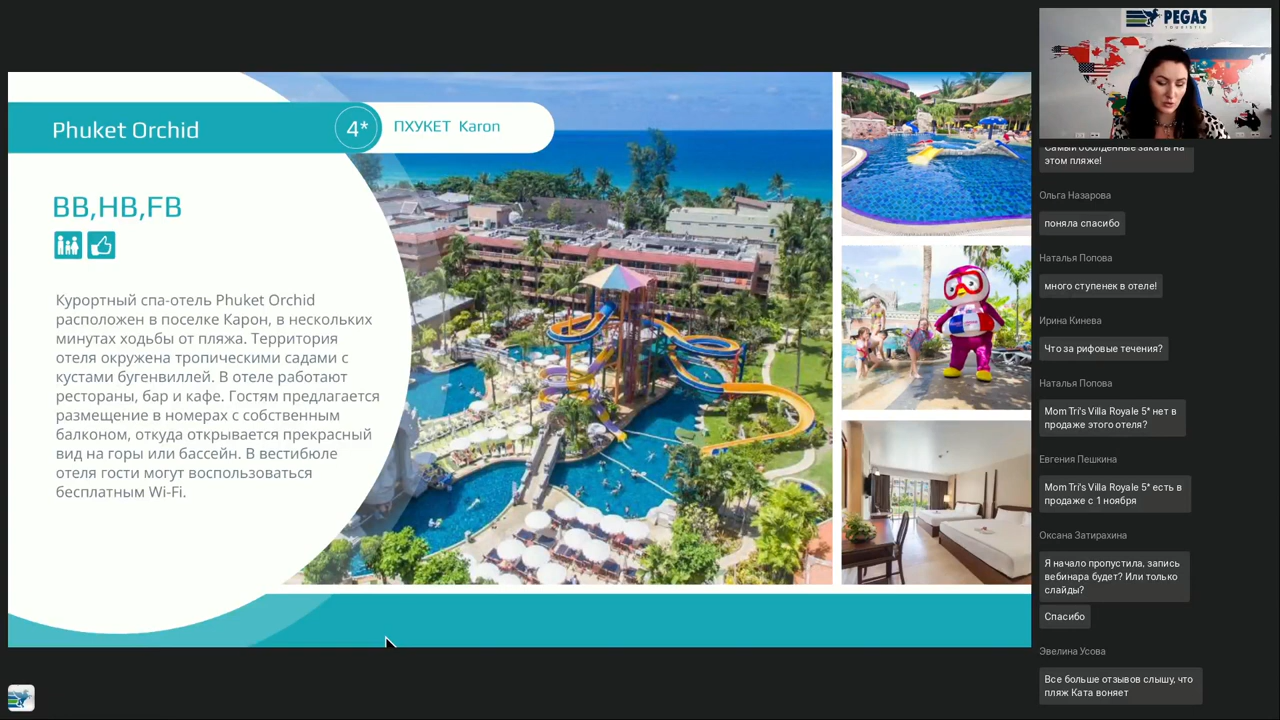 Phuket Orchid
4*
ПХУКЕТ Karon
BB,HB,FB
Курортный спа-отель Phuket Orchid
расположен в поселке Карон, в нескольких
минутах ходьбы от пляжа. Территория
отеля окружена тропическими садами с
кустами бугенвиллей. В отеле работают
рестораны, бар и кафе. Гостям предлагается
размещение в номерах с собственным
балконом, откуда открывается прекрасный
вид на горы или бассейн. В вестибюле
отеля гости могут воспользоваться
бесплатным Wi-Fi.
PEGAS
TOURISTIK
Самый обалденные закаты на
этом пляже!
Ольга Назарова
поняла спасибо
Наталья Попова
много ступенек в отеле!
Ирина Кинева
Что за рифовые течения?
Наталья Попова
Mom Tri's Villa Royale 5* нет в
продаже этого отеля?
Евгения Пешкина
Mom Tri's Villa Royale 5* есть в
продаже с 1 ноября
Оксана Затирахина
Я начало пропустила, запись
вебинара будет? Или только
слайды?
Спасибо
Эвелина Усова
Все больше отзывов слышу, что
пляж Ката воняет